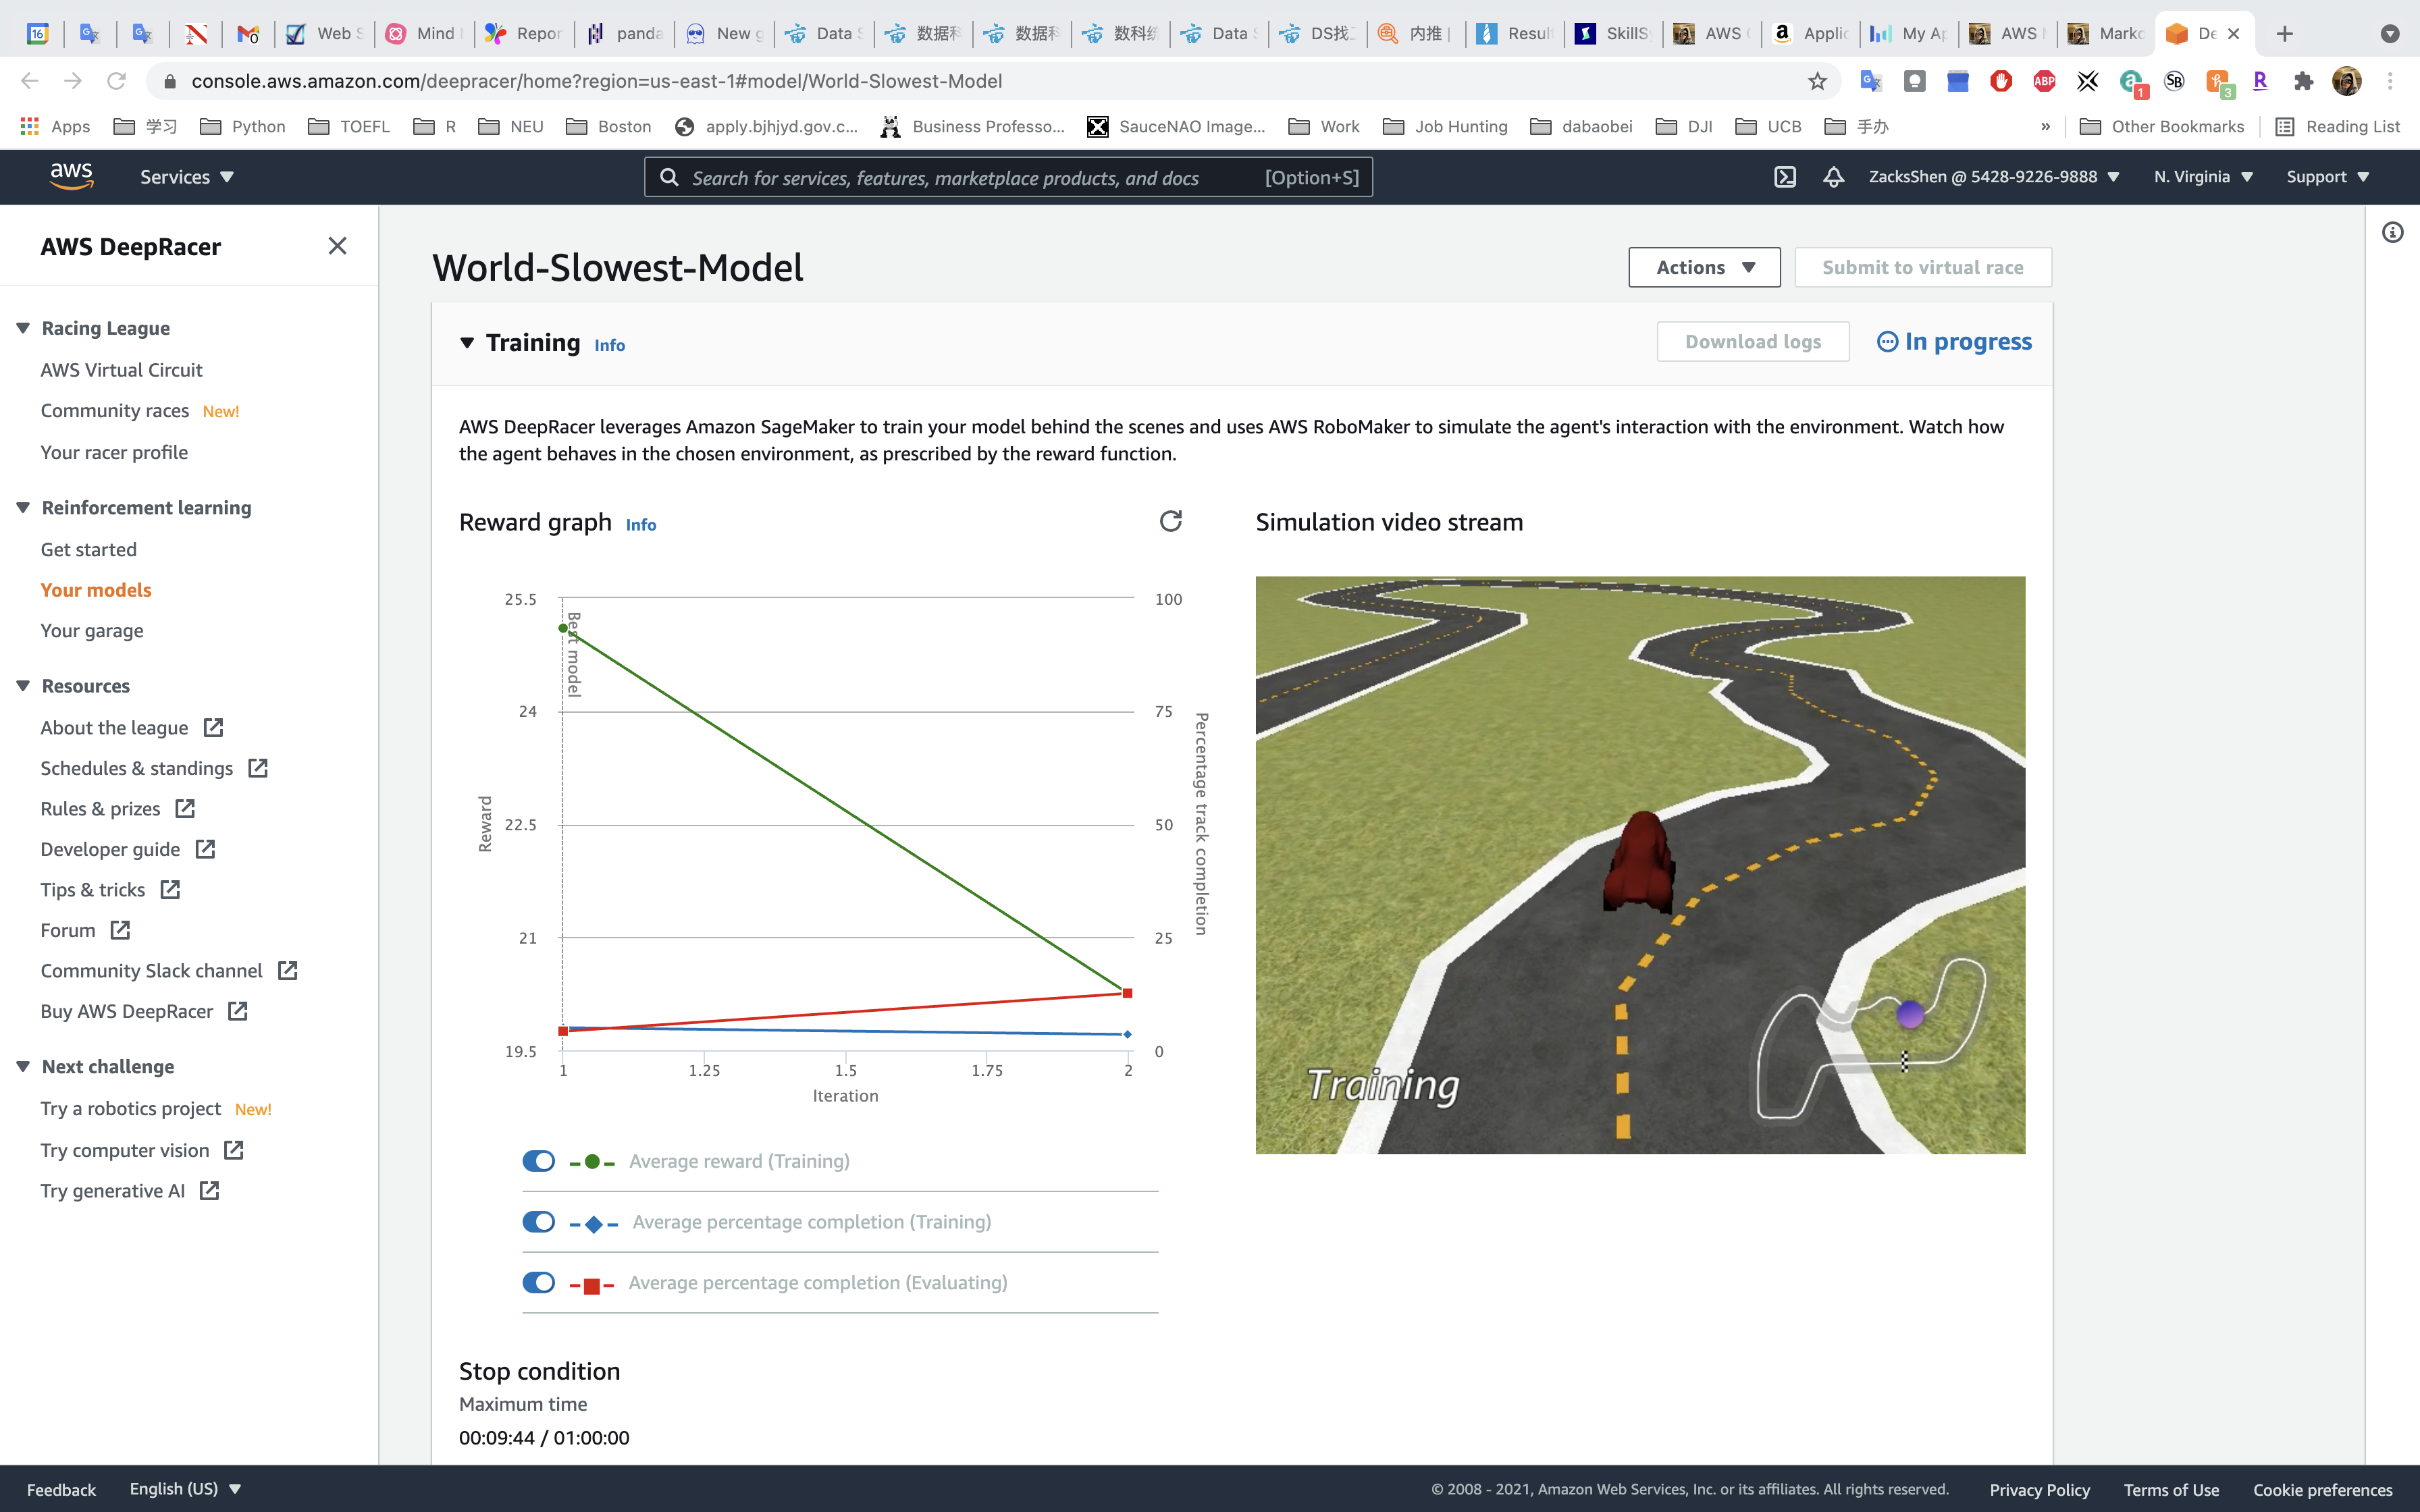 16
Web S
Mind
Repor
panda
New g
Data S
数据科
数据科
数科
Data
DS找
内推
Resul
SkillS
AWS
Applic
My Ap
AWS
Marko
De
console.aws.amazon.com/deepracer/home?region=us-east-1#model/World-Slowest-Model
ABP
1
SB
3
Apps
学习
Python
TOEFL
R
NEU
Boston
apply.bjhjyd.gov.c...
Business Professo...
SauceNAO Image...
Work
Job Hunting
dabaobei
DJI
UCB
手办
»
Other Bookmarks
Reading List
aws
Services
Search for services, features, marketplace products, and docs
[Option+S]
ZacksShen @ 5428-9226-9888
N. Virginia
Support
AWS DeepRacer
Racing League
AWS Virtual Circuit
Community races New!
Your racer profile
Reinforcement learning
Get started
Your models
Your garage
Resources
About the league
Schedules & standings
Rules & prizes
Developer guide
Tips & tricks
Forum
Community Slack channel
Buy AWS DeepRacer
Next challenge
Try a robotics project New!
Try computer vision
Try generative AI
World-Slowest-Model
Actions
Submit to virtual race
Training Info
Download logs
In progress
AWS DeepRacer leverages Amazon SageMaker to train your model behind the scenes and uses AWS RoboMaker to simulate the agent's interaction with the environment. Watch how
the agent behaves in the chosen environment, as prescribed by the reward function.
Reward graph Info
25.5
24
22.5
21
19.5
Reward
Best model
100
75
50
25
0
Percentage track completion
1
1.25
1.5
1.75
2
Iteration
Average reward (Training)
Average percentage completion (Training)
Average percentage completion (Evaluating)
Simulation video stream
Training
Stop condition
Maximum time
00:09:44 / 01:00:00
Feedback
English (US)
© 2008 - 2021, Amazon Web Services, Inc. or its affiliates. All rights reserved.
Privacy Policy
Terms of Use
Cookie preferences